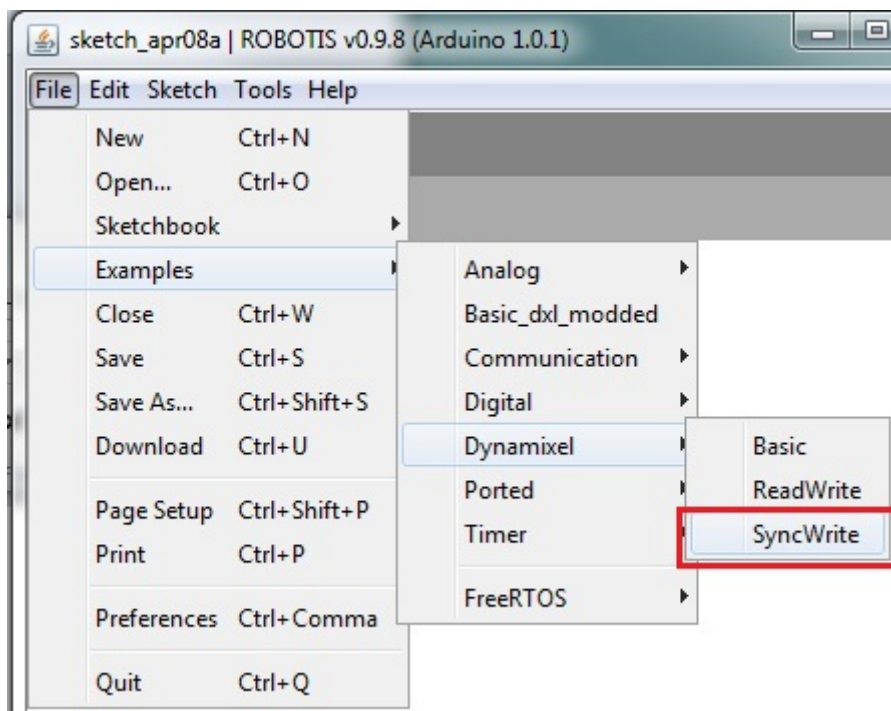 sketch_apr08a | ROBOTIS v0.9.8 (Arduino 1.0.1)
File Edit Sketch Tools Help
New Ctrl+N
Open... Ctrl+O
Sketchbook
Examples
Close Ctrl+W
Save Ctrl+S
Save As... Ctrl+Shift+S
Download Ctrl+U
Page Setup Ctrl+Shift+P
Print Ctrl+P
Preferences Ctrl+Comma
Quit Ctrl+Q
Analog
Basic_dxl_modded
Communication
Digital
Dynamixel
Ported
Timer
FreeRTOS
Basic
ReadWrite
SyncWrite